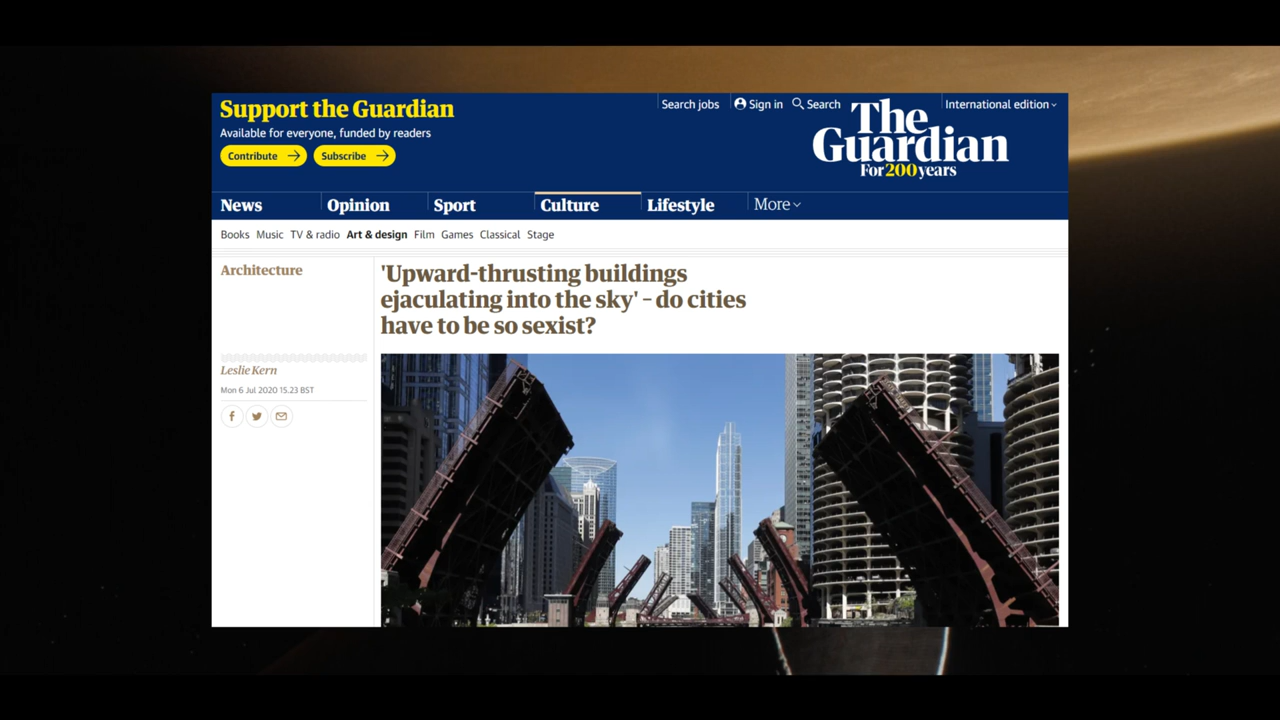 Support the Guardian
Available for everyone, funded by readers
Contribute
Subscribe
Search jobs
Sign in
Search
International edition
The
Guardian
For 200 years
News
Opinion
Sport
Culture
Lifestyle
More
Books Music TV & radio Art & design Film Games Classical Stage
Architecture
'Upward-thrusting buildings
ejaculating into the sky' – do cities
have to be so sexist?
Leslie Kern
Mon 6 Jul 2020 15.23 BST